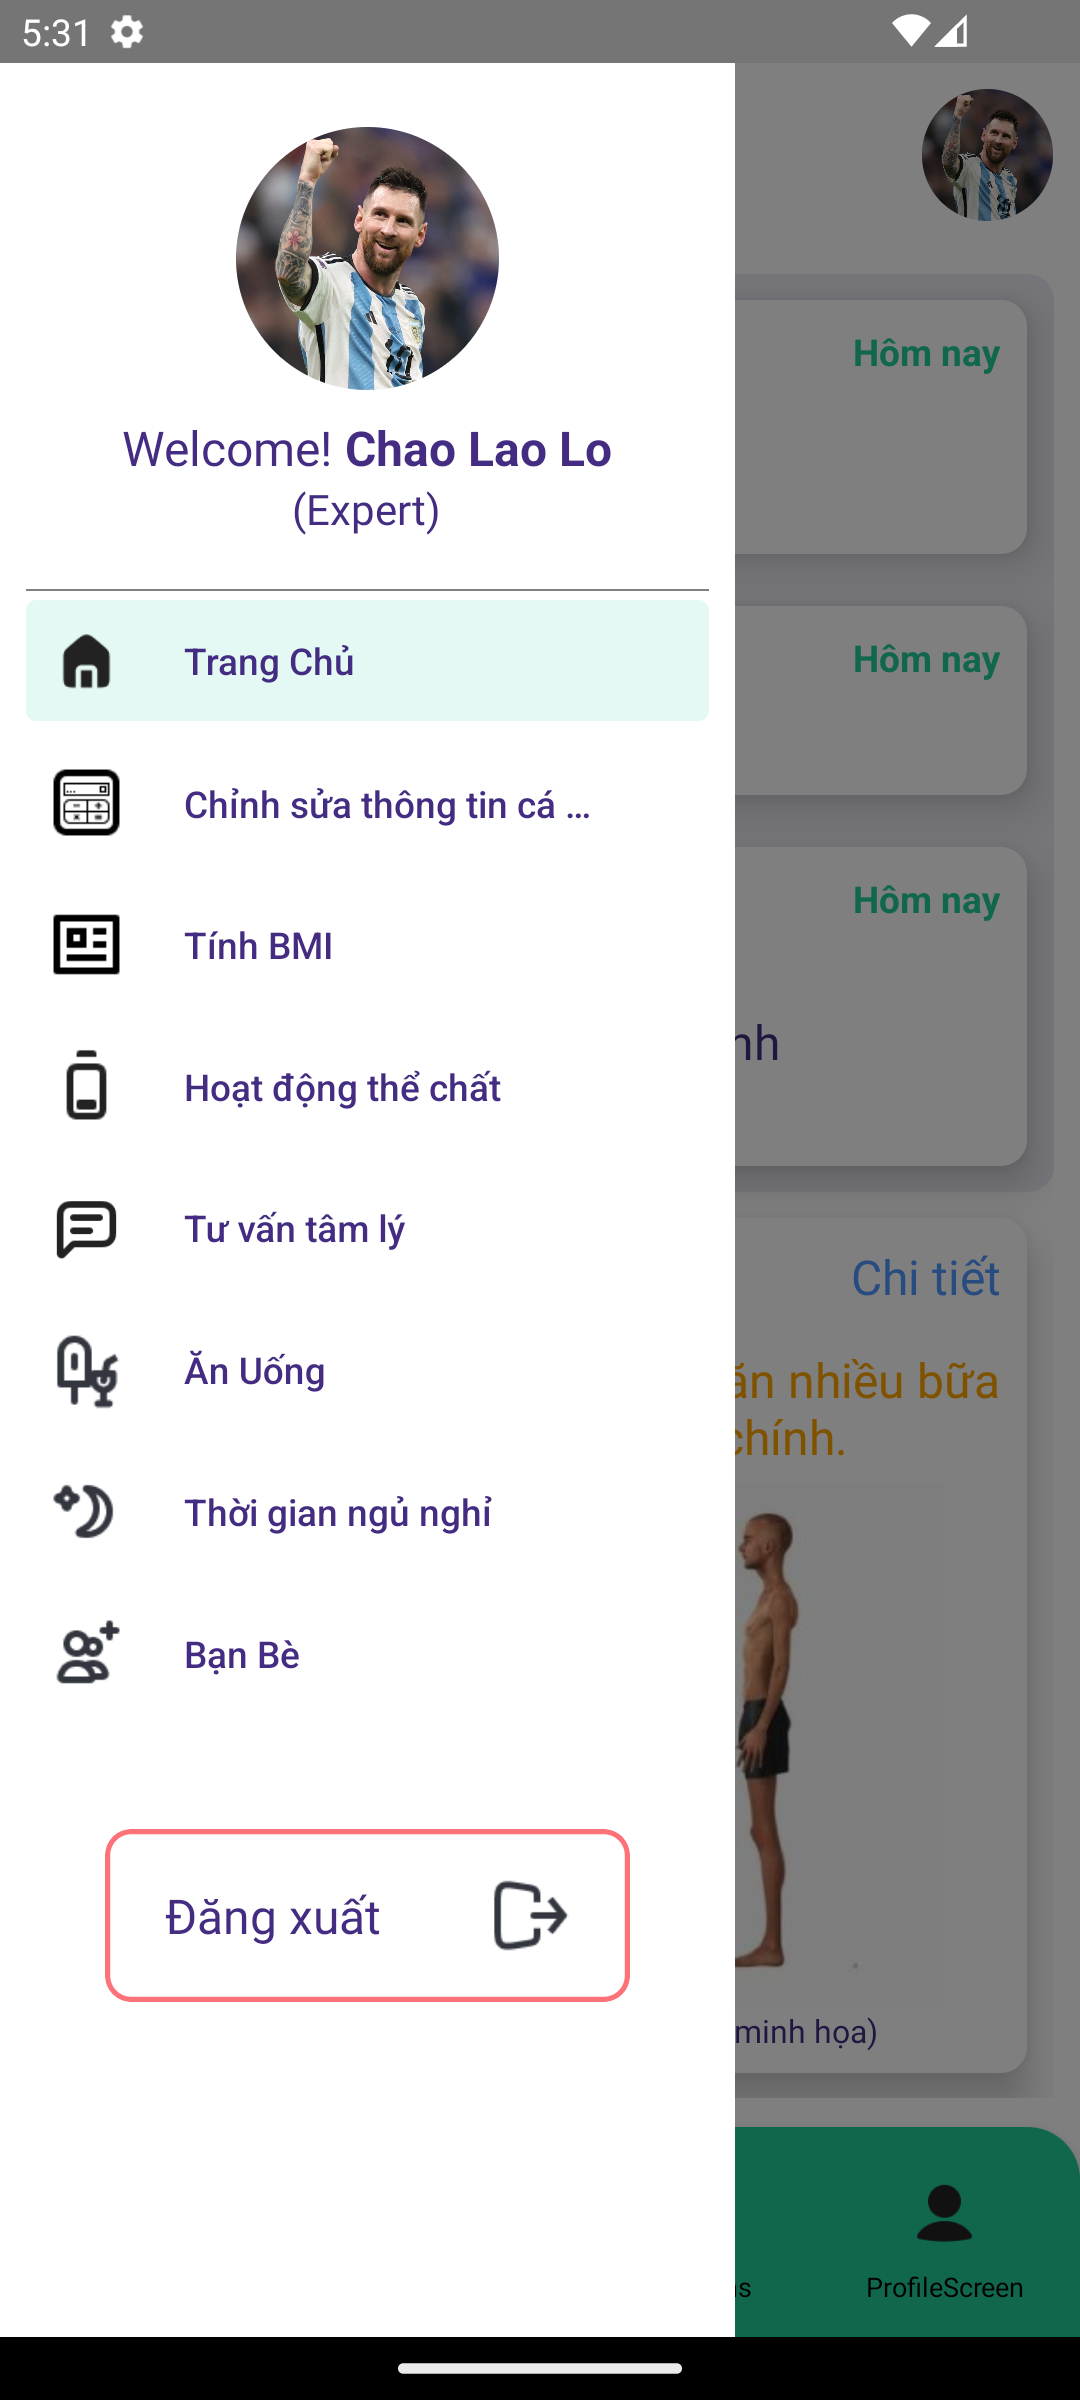 5:31
Welcome! Chao Lao Lo
(Expert)
Trang Chủ
Chỉnh sửa thông tin cá ...
Tính BMI
Hoạt động thể chất
Tư vấn tâm lý
Ăn Uống
Thời gian ngủ nghỉ
Bạn Bè
Đăng xuất
Hôm nay
Hôm nay
Hôm nay
nh
Chi tiết
ăn nhiều bữa
chính.
minh họa)
s
ProfileScreen